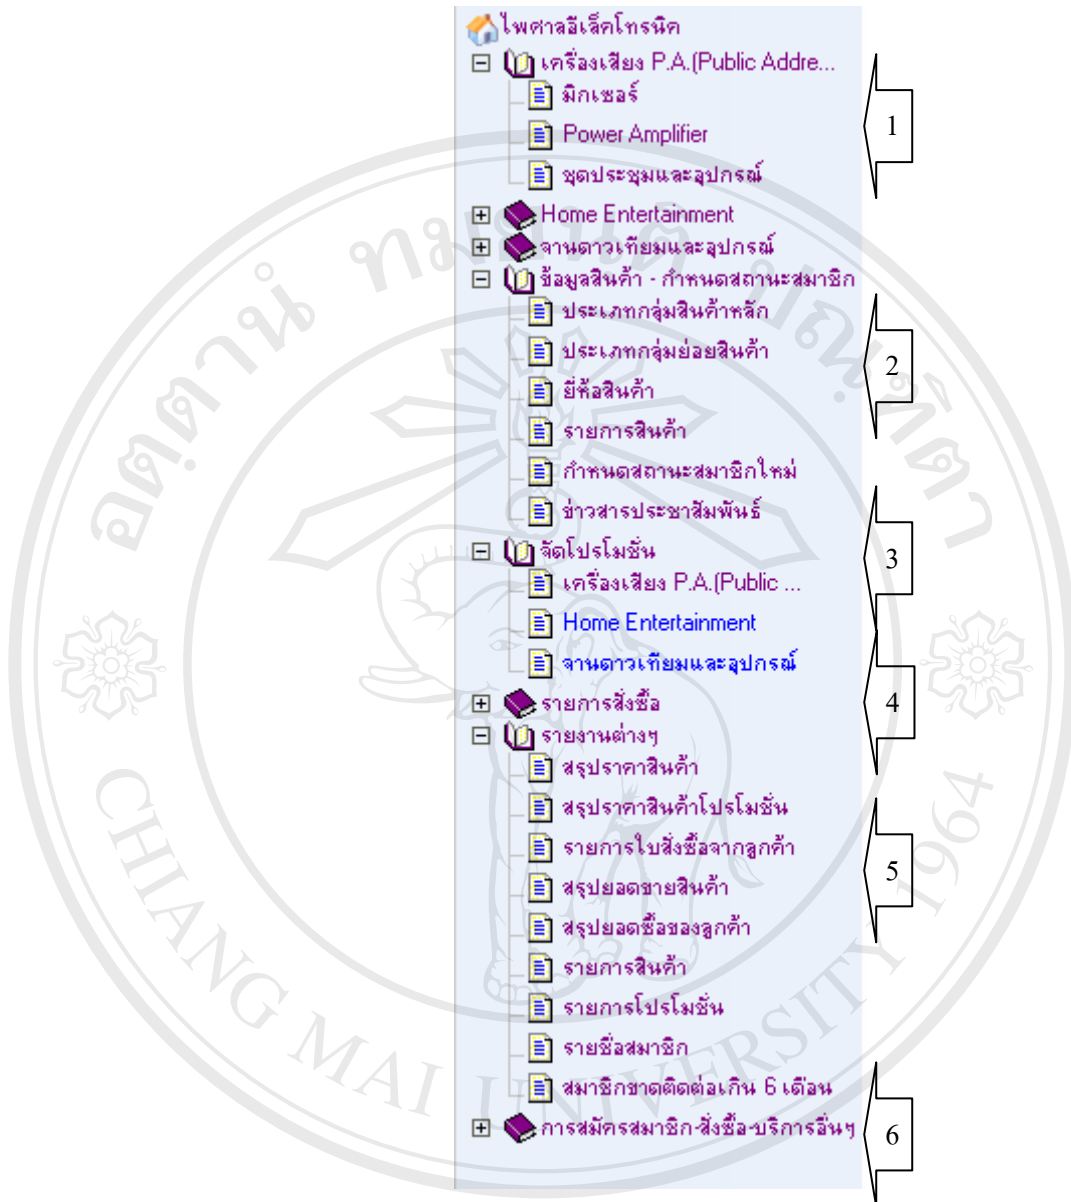 ไพศาลอีเล็คโทรนิค
เครื่องเสียง P.A.(Public Addre...
มิกเซอร์
1
Power Amplifier
ชุดประชุมและอุปกรณ์
Home Entertainment
จานดาวเทียมและอุปกรณ์
ข้อมูลสินค้า - กำหนดสถานะสมาชิก
ประเภทกลุ่มสินค้าหลัก
ประเภทกลุ่มย่อยสินค้า
2
ยี่ห้อสินค้า
รายการสินค้า
กำหนดสถานะสมาชิกใหม่
ข่าวสารประชาสัมพันธ์
จัดโปรโมชั่น
3
เครื่องเสียง P.A.(Public ...
Home Entertainment
จานดาวเทียมและอุปกรณ์
รายการสั่งซื้อ
4
รายงานต่างๆ
สรุปราคาสินค้า
สรุปราคาสินค้าโปรโมชั่น
รายการใบสั่งซื้อจากลูกค้า
5
สรุปยอดขายสินค้า
สรุปยอดซื้อของลูกค้า
รายการสินค้า
รายการโปรโมชั่น
รายชื่อสมาชิก
สมาชิกขาดติดต่อเกิน 6 เดือน
การสมัครสมาชิก-สั่งซื้อ-บริการอื่นๆ
6
CHIANG MAI UNIVERSITY 1964